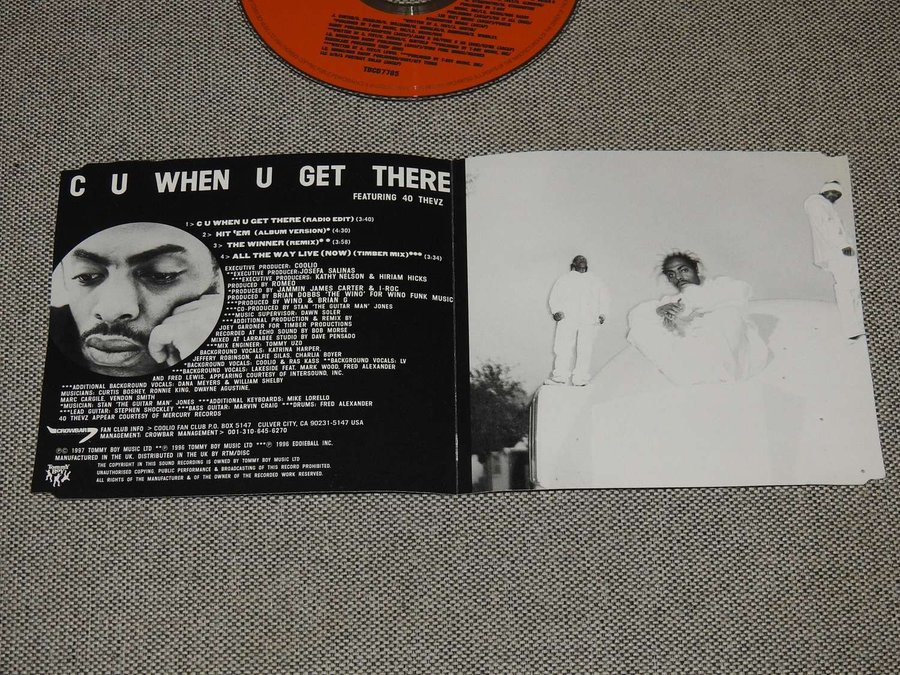 TBCD7785
C U WHEN U GET THERE
FEATURING 40 THEVZ
1> C U WHEN U GET THERE (RADIO EDIT) (3:40)
2> HIT 'EM (ALBUM VERSION)* (4:30)
3> THE WINNER (REMIX)** (3:58)
4> ALL THE WAY LIVE (NOW) (TIMBER MIX)*** (3:34)
EXECUTIVE PRODUCER: COOLIO
**EXECUTIVE PRODUCER: JOSEFA SALINAS
***EXECUTIVE PRODUCERS: KATHY NELSON & HIRIAM HICKS
PRODUCED BY ROMEO
*PRODUCED BY JAMMIN JAMES CARTER & I-ROC
PRODUCED BY BRIAN DOBBS 'THE WINO' FOR WINO FUNK MUSIC
***PRODUCED BY WINO & BRIAN G
***CO PRODUCED BY STAN 'THE GUITAR MAN' JONES
***MUSIC SUPERVISOR: DAWN SOLER
***ADDITIONAL PRODUCTION & REMIX BY
JOEY GARDNER FOR TIMBER PRODUCTIONS
RECORDED AT ECHO SOUND BY BOB MORSE
MIXED AT LARRABEE STUDIO BY DAVE PENSADO
***MIX ENGINEER: TOMMY UZO
BACKGROUND VOCALS: KATRINA HARPER,
JEFFERY ROBINSON, ALFIE SILAS, CHARLIA BOYER
*BACKGROUND VOCALS: COOLIO & RAS KASS **BACKGROUND VOCALS: LV
***BACKGROUND VOCALS: LAKESIDE FEAT. MARK WOOD, FRED ALEXANDER
AND FRED LEWIS. APPEARING COURTESY OF INTERSOUND, INC.
***ADDITIONAL BACKGROUND VOCALS: DANA MEYERS & WILLIAM SHELBY
MUSICIANS: CURTIS BOSHEY, RONNIE KING, DWAYNE AGUSTINE,
MARC CARGILE, VENDON SMITH
*MUSICIAN: STAN 'THE GUITAR MAN' JONES ***ADDITIONAL KEYBOARDS: MIKE LORELLO
***LEAD GUITAR: STEPHEN SHOCKLEY ***BASS GUITAR: MARVIN CRAIG ***DRUMS: FRED ALEXANDER
40 THEVZ APPEAR COURTESY OF MERCURY RECORDS
CROWBAR
FAN CLUB INFO > COOLIO FAN CLUB P.O. BOX 5147 CULVER CITY, CA 90231-5147 USA
MANAGEMENT: CROWBAR MANAGEMENT > 001-310-645-6270
℗© 1997 TOMMY BOY MUSIC LTD **℗ 1996 TOMMY BOY MUSIC LTD ***℗ 1996 EDDIEBALL INC.
MANUFACTURED IN THE UK. DISTRIBUTED IN THE UK BY RTM/DISC
Tommy Boy
THE COPYRIGHT IN THIS SOUND RECORDING IS OWNED BY TOMMY BOY MUSIC LTD
UNAUTHORISED COPYING, PUBLIC PERFORMANCE & BROADCASTING OF THIS RECORD PROHIBITED.
ALL RIGHTS OF THE MANUFACTURER & OF THE OWNER OF THE RECORDED WORK RESERVED.